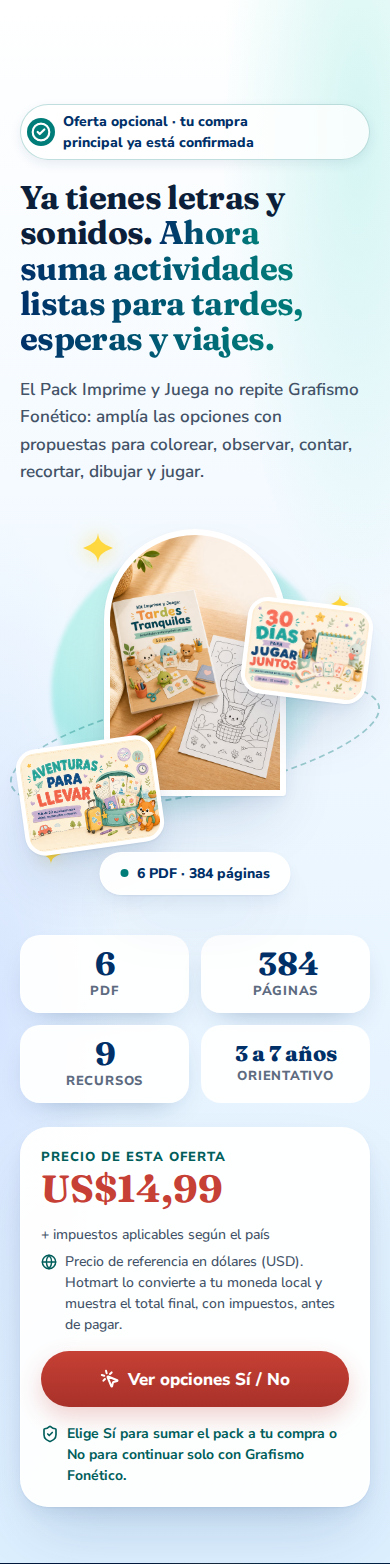 Oferta opcional · tu compra
principal ya está confirmada
Ya tienes letras y
sonidos. Ahora
suma actividades
listas para tardes,
esperas y viajes.
El Pack Imprime y Juega no repite Grafismo
Fonético: amplía las opciones con
propuestas para colorear, observar, contar,
recortar, dibujar y jugar.
Kit Imprime y Juega
Tardes
Tranquilas
30
DÍAS
PARA
JUGAR
JUNTOS
AVENTURAS
PARA
LLEVAR
6 PDF · 384 páginas
6
PDF
384
PÁGINAS
9
RECURSOS
3 a 7 años
ORIENTATIVO
PRECIO DE ESTA OFERTA
US$14,99
+ impuestos aplicables según el país
Precio de referencia en dólares (USD).
Hotmart lo convierte a tu moneda local y
muestra el total final, con impuestos, antes
de pagar.
Ver opciones Sí / No
Elige Sí para sumar el pack a tu compra o
No para continuar solo con Grafismo
Fonético.